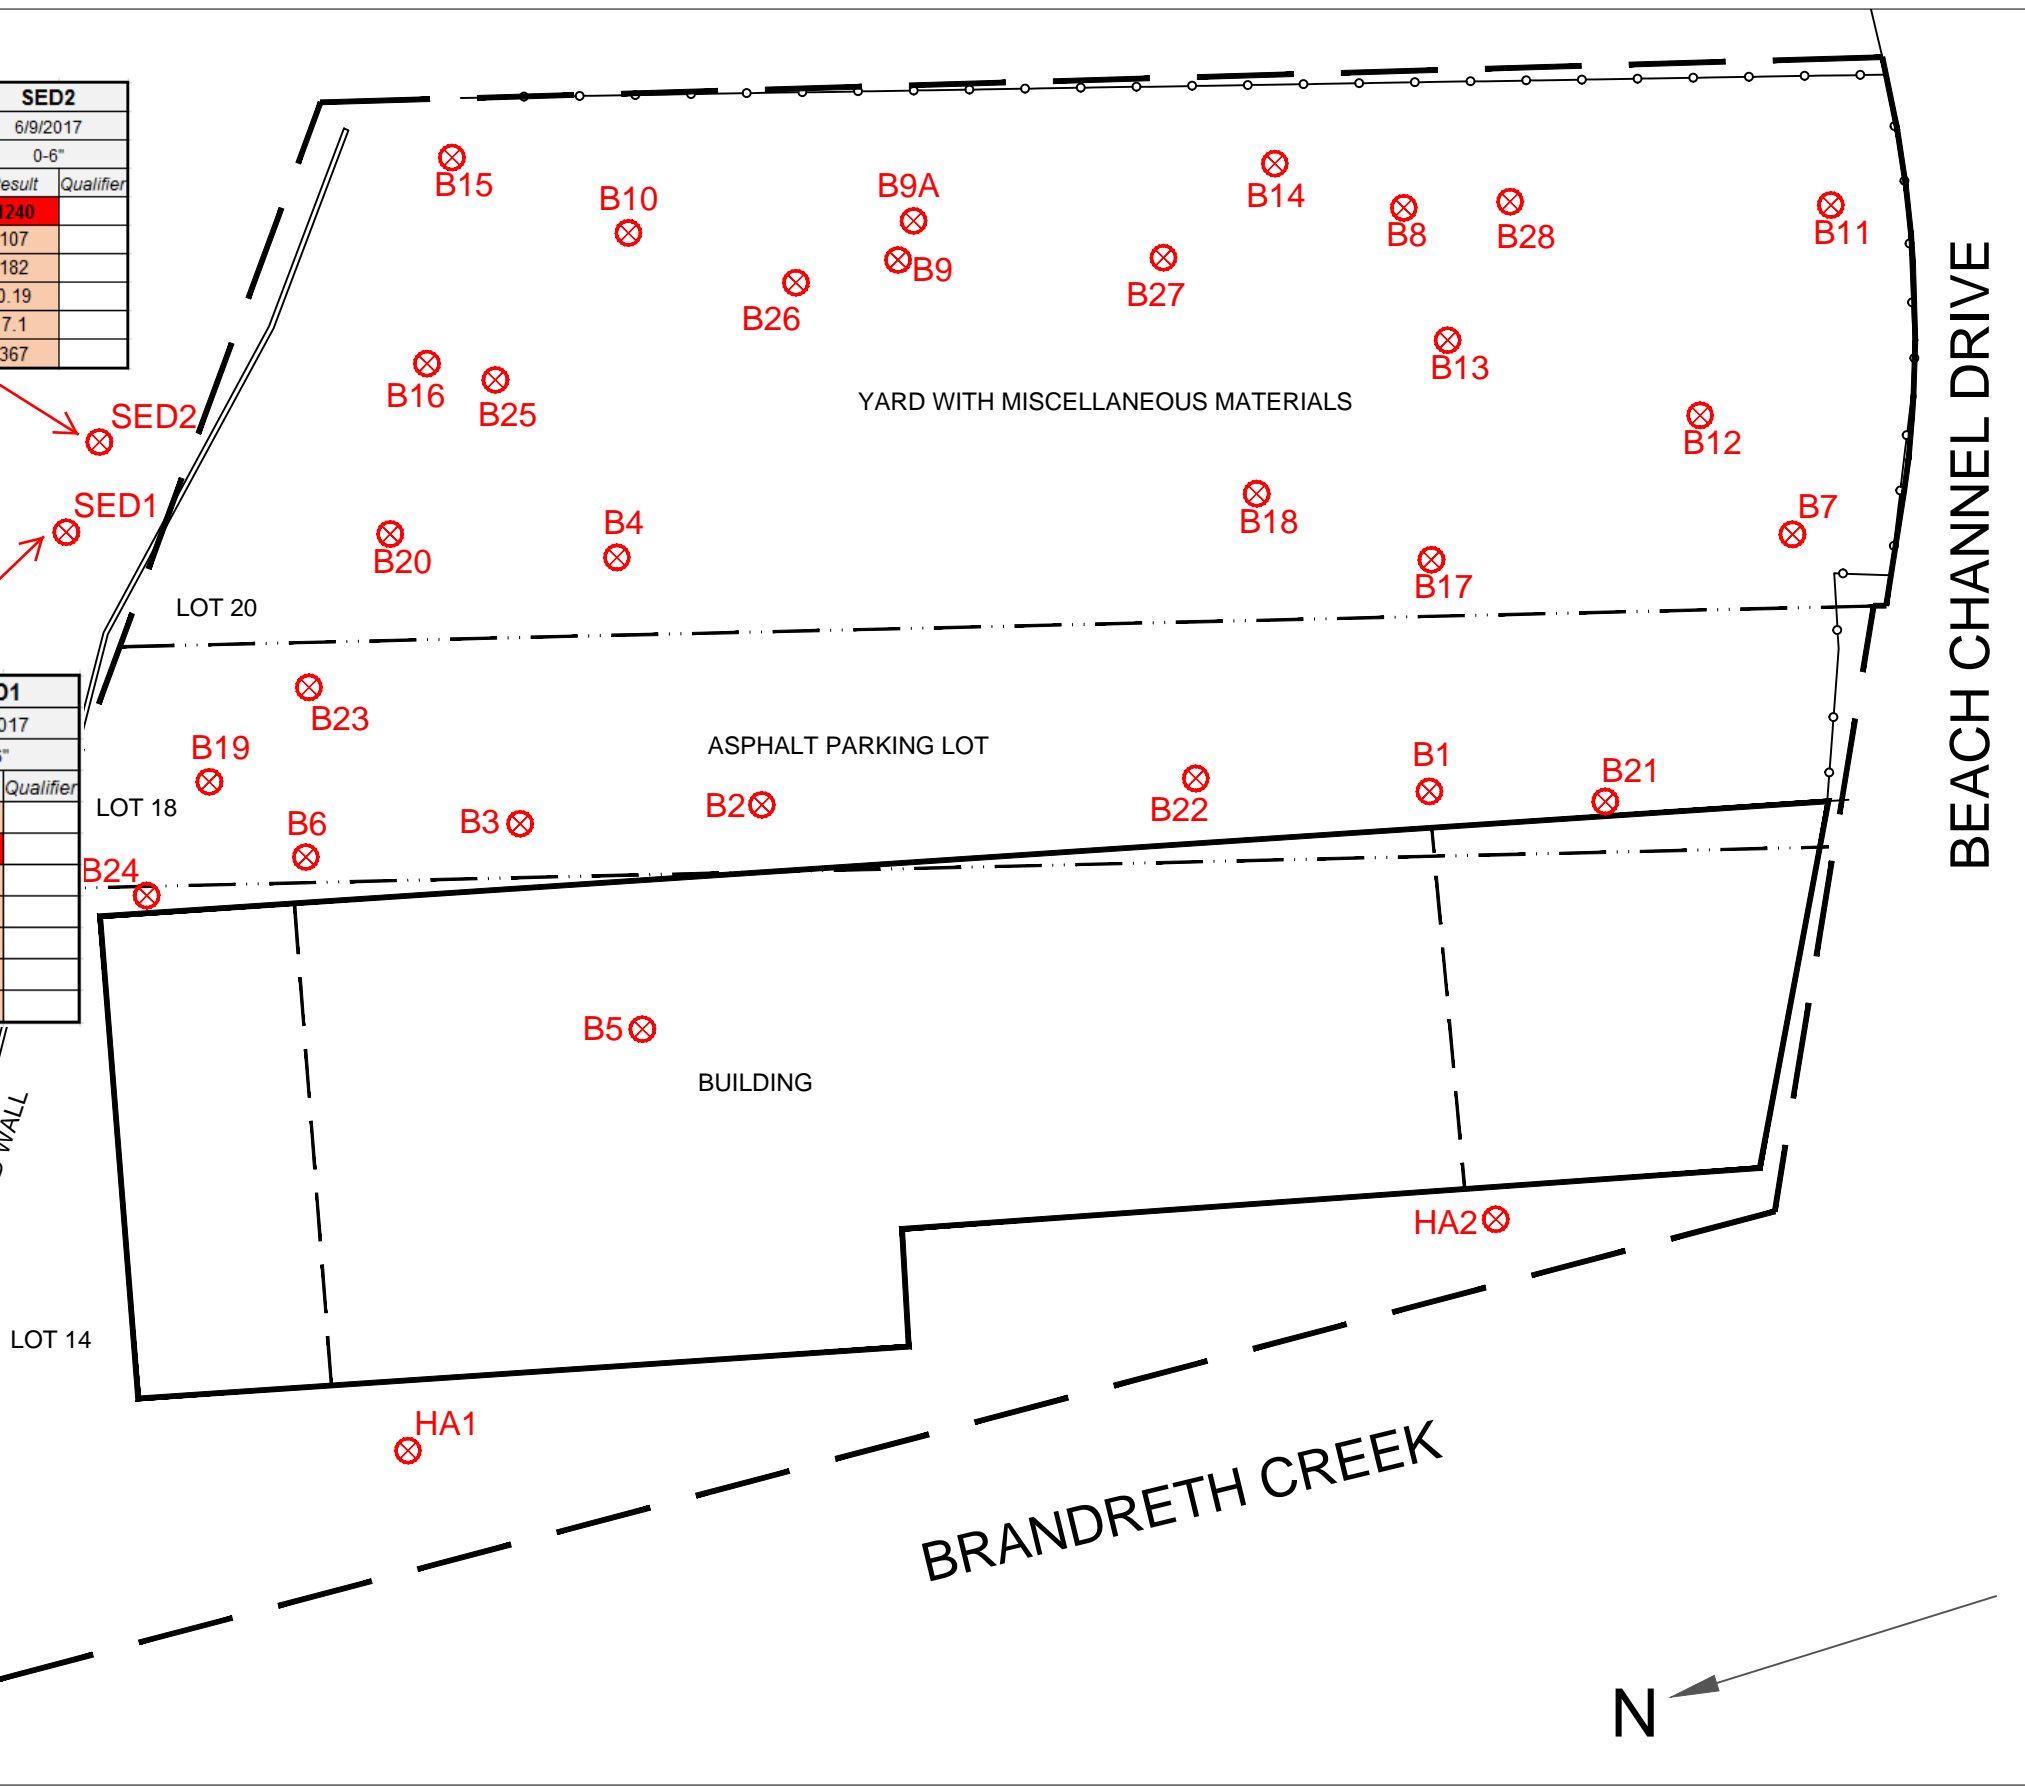 SED2
6/9/2017
0-6"
Qualifier
107
182
7.1
367
B15
B10
B9A
B14
B8
B28
B11
B9
B26
B27
B13
B16
B25
YARD WITH MISCELLANEOUS MATERIALS
SED2
B12
SED1
B18
B7
B4
B20
B17
LOT 20
BEACH CHANNEL DRIVE
B23
B19
ASPHALT PARKING LOT
B1
B21
Qualifier
LOT 18
B6
B3
B2
B22
B24
B5
BUILDING
WALL
HA2
LOT 14
HA1
BRANDRETH CREEK
N